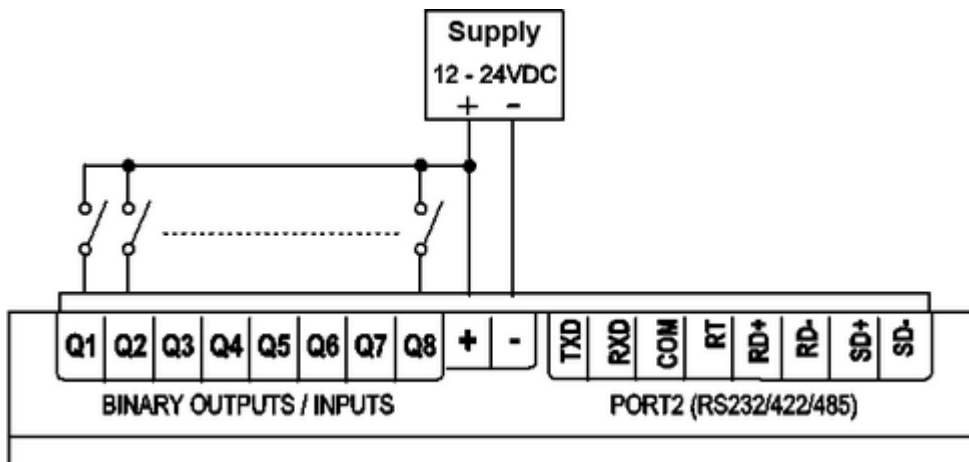 Supply
12 - 24VDC
+ -
Q1 Q2 Q3 Q4 Q5 Q6 Q7 Q8 + - TXD RXD COM RT RD+ RD- SD+ SD-
BINARY OUTPUTS / INPUTS PORT2 (RS232/422/485)